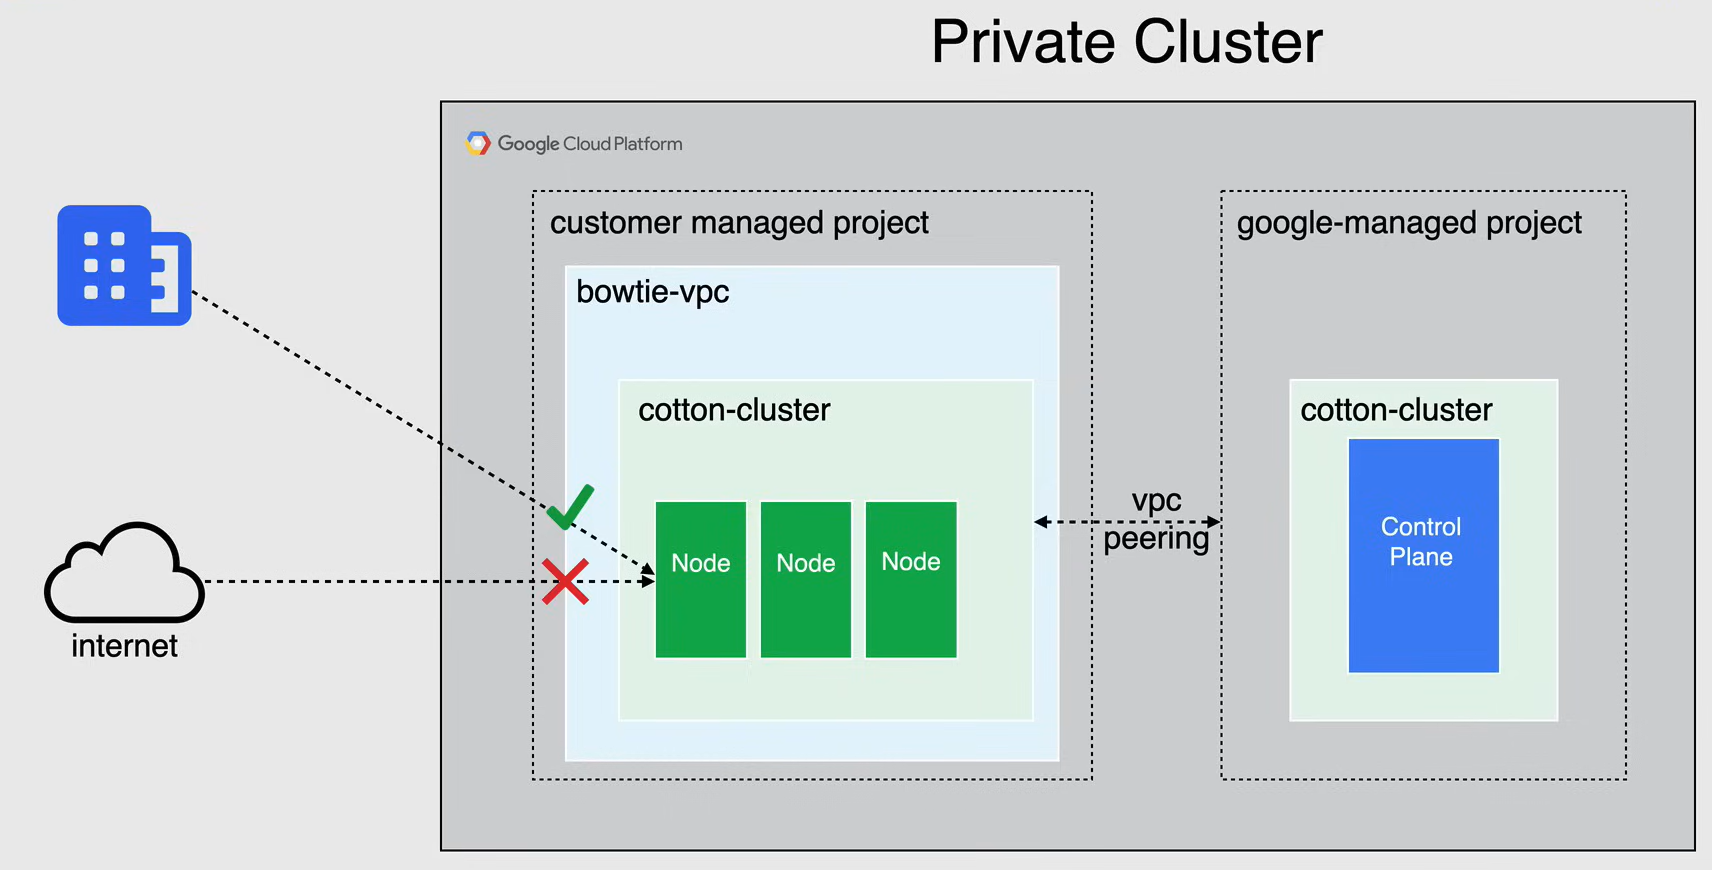 Private Cluster
Google Cloud Platform
customer managed project
google-managed project
bowtie-vpc
cotton-cluster
cotton-cluster
vpc
peering
Control
Plane
Node
Node
Node
internet